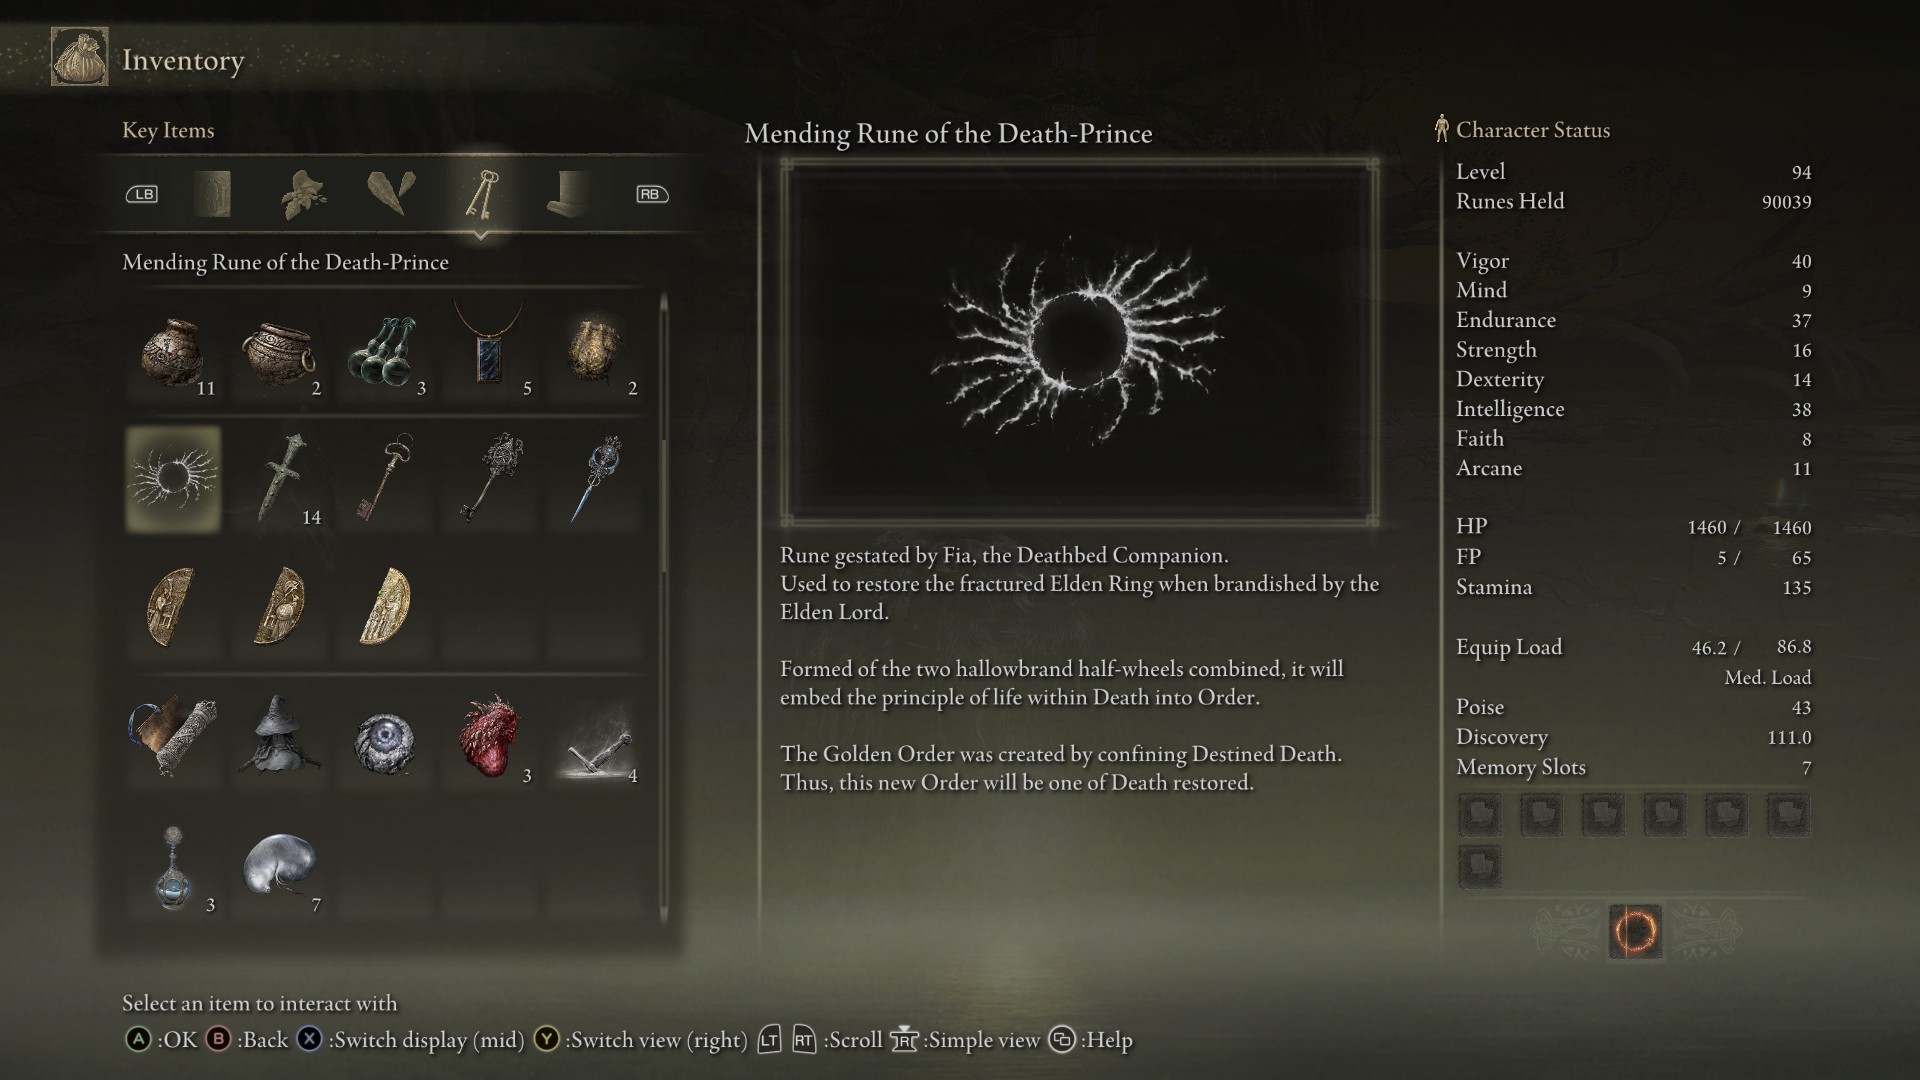 Inventory
Key Items
LB
RB
Mending Rune of the Death-Prince
11
2
3
5
2
14
3
4
3
7
Mending Rune of the Death-Prince
Rune gestated by Fia, the Deathbed Companion.
Used to restore the fractured Elden Ring when brandished by the
Elden Lord.
Formed of the two hallowbrand half-wheels combined, it will
embed the principle of life within Death into Order.
The Golden Order was created by confining Destined Death.
Thus, this new Order will be one of Death restored.
Character Status
Level 94
Runes Held 90039
Vigor 40
Mind 9
Endurance 37
Strength 16
Dexterity 14
Intelligence 38
Faith 8
Arcane 11
HP 1460 / 1460
FP 5 / 65
Stamina 135
Equip Load 46.2 / 86.8
Med. Load
Poise 43
Discovery 111.0
Memory Slots 7
Select an item to interact with
A :OK B :Back X :Switch display (mid) Y :Switch view (right) LT RT :Scroll R :Simple view :Help